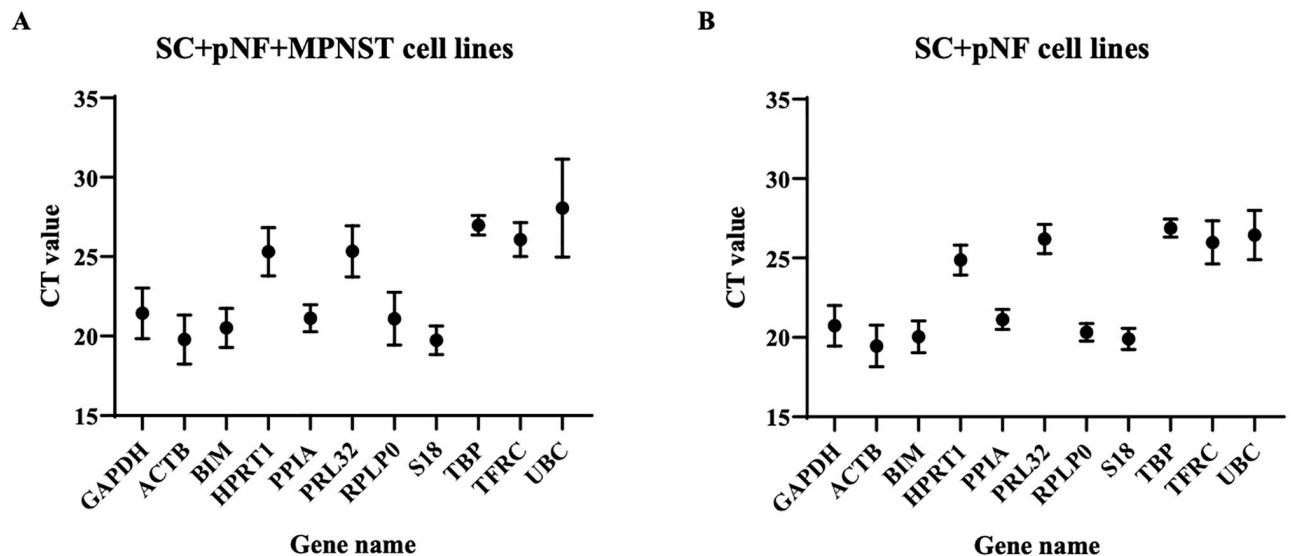 A
SC+pNF+MPNST cell lines
35
30
25
20
15
CT value
GAPDH
ACTB
BIM
HPRT1
PPIA
PRL32
RPLP0
S18
TBP
TFRC
UBC
Gene name
B
SC+pNF cell lines
35
30
25
20
15
CT value
GAPDH
ACTB
BIM
HPRT1
PPIA
PRL32
RPLP0
S18
TBP
TFRC
UBC
Gene name